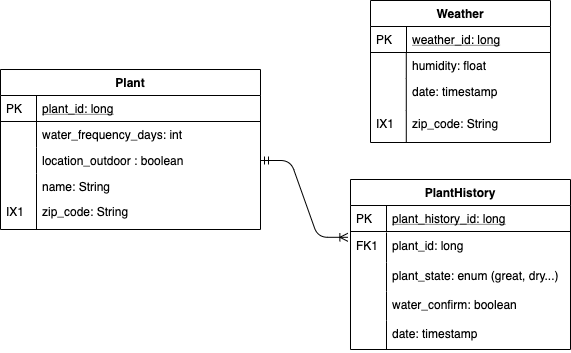 Weather
PK weather_id: long
humidity: float
date: timestamp
IX1 zip_code: String
Plant
PK plant_id: long
water_frequency_days: int
location_outdoor : boolean
name: String
IX1 zip_code: String
PlantHistory
PK plant_history_id: long
FK1 plant_id: long
plant_state: enum (great, dry...)
water_confirm: boolean
date: timestamp